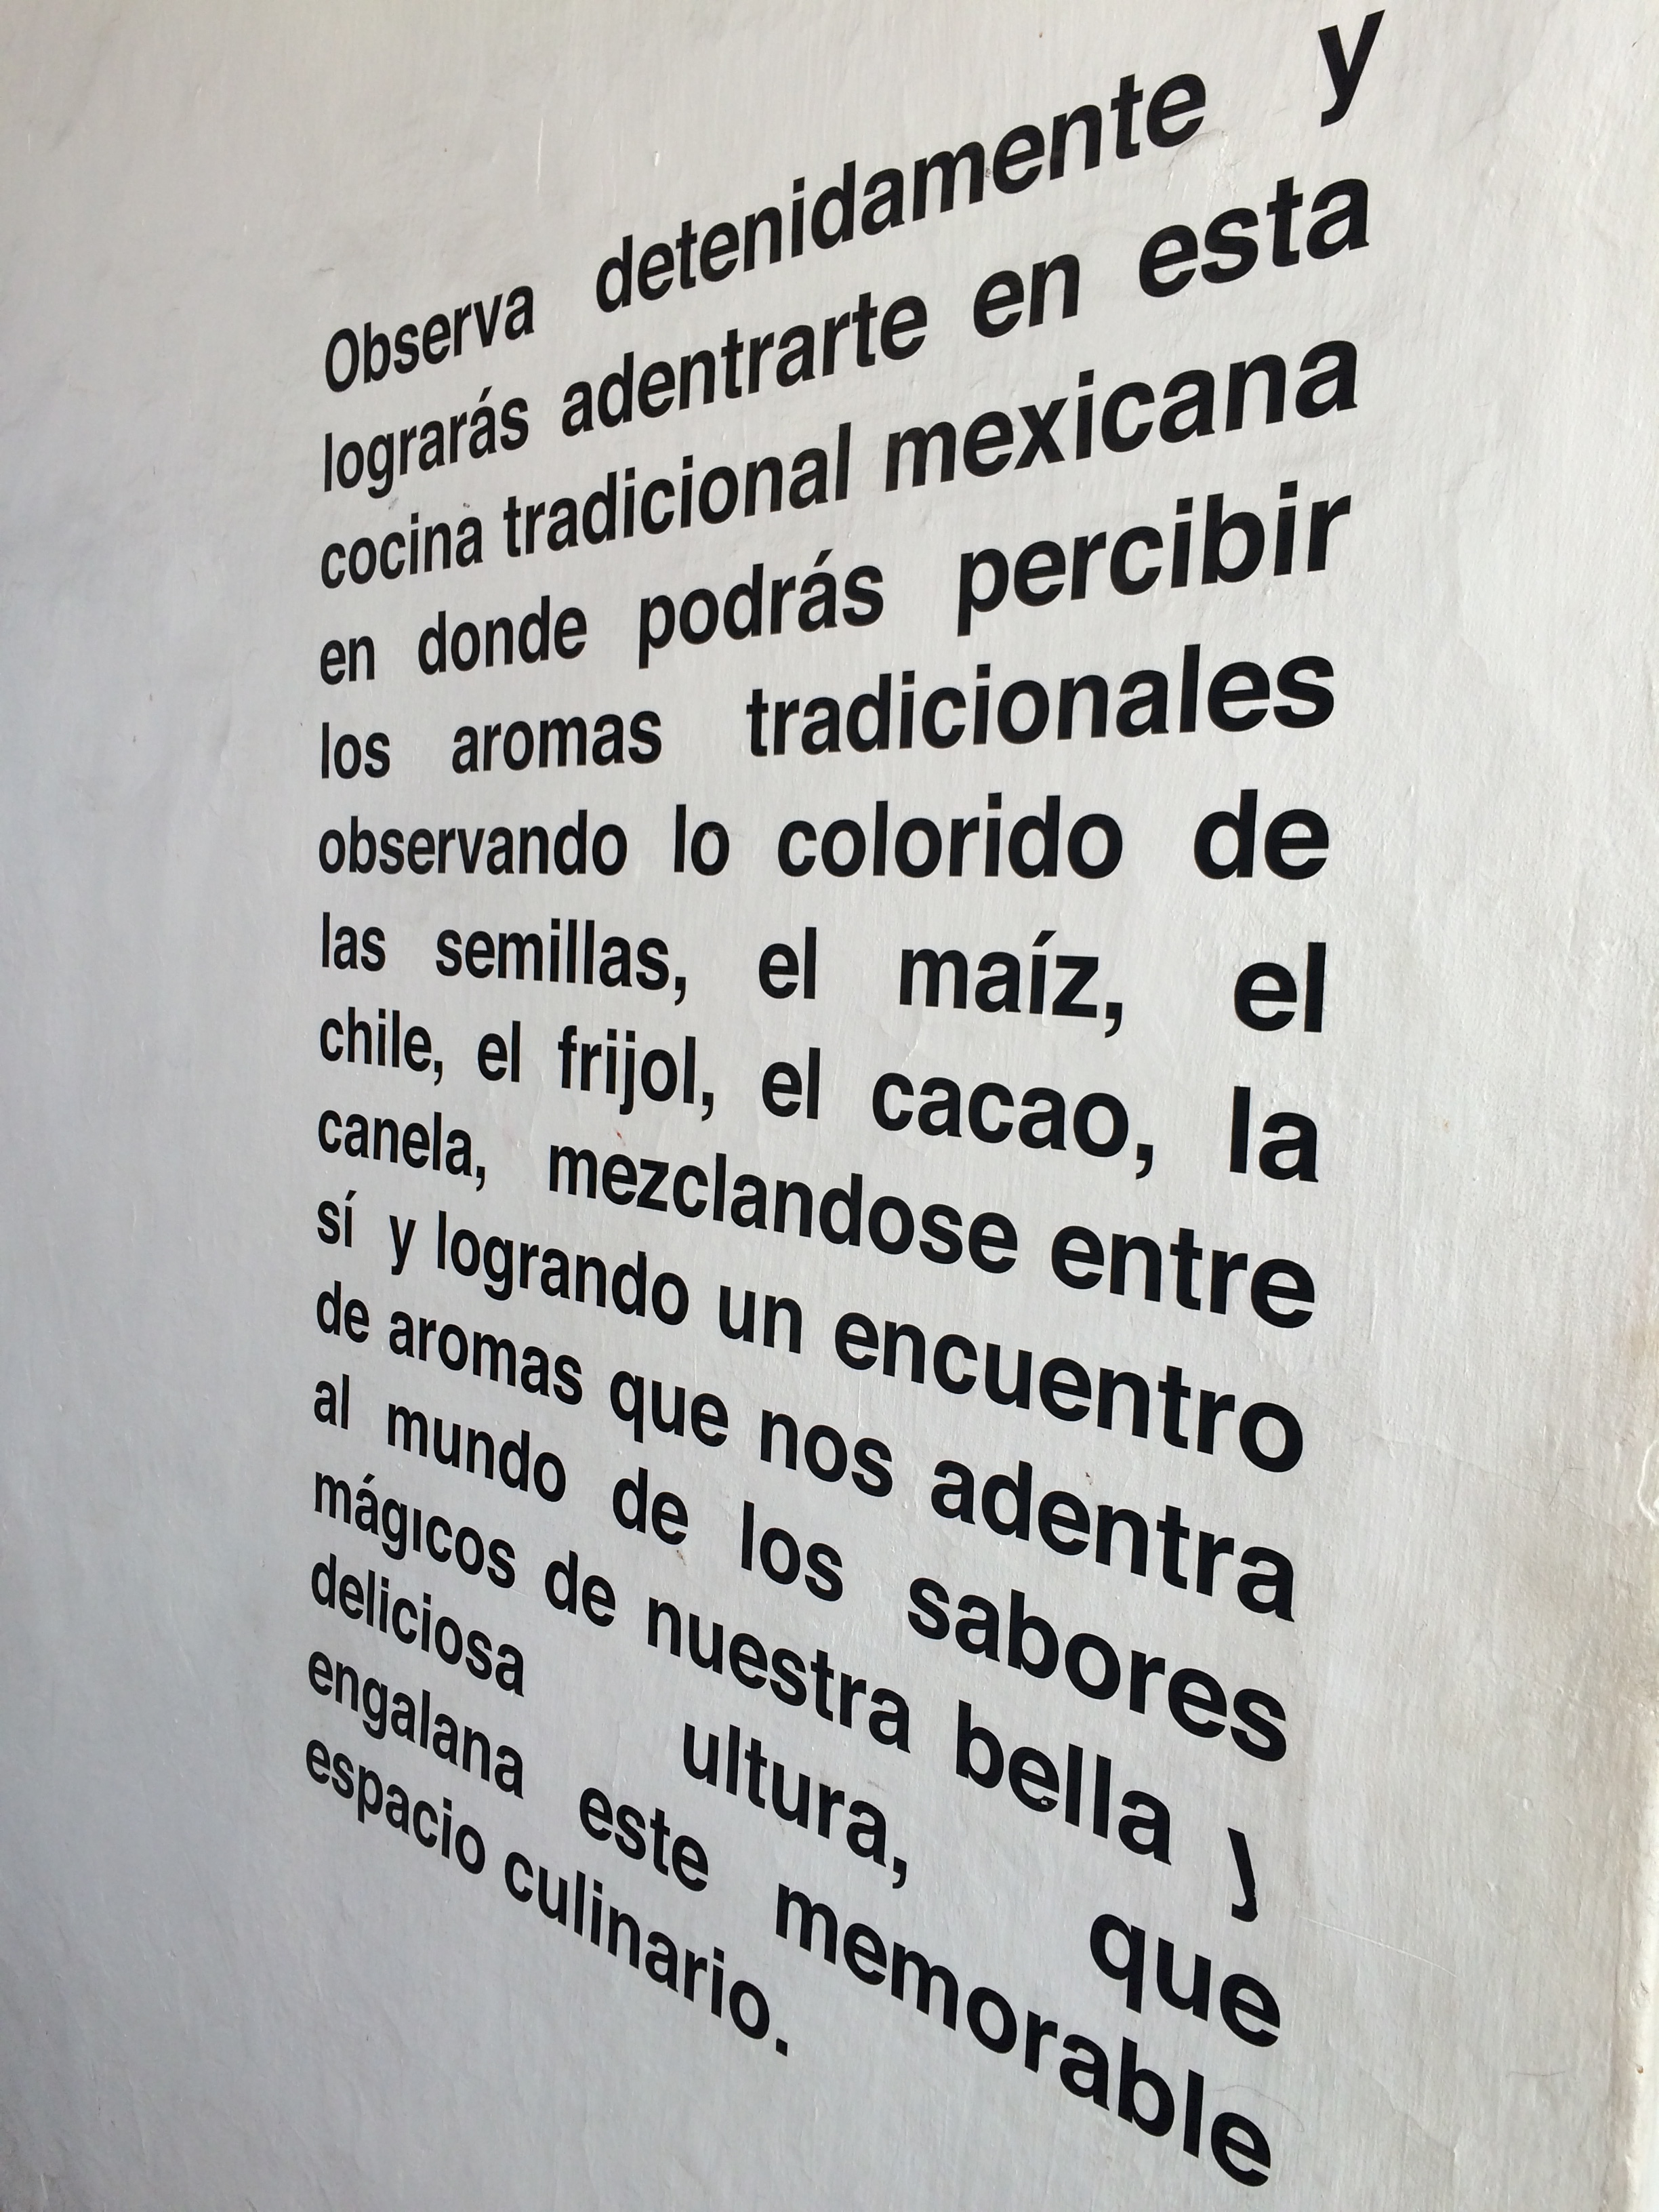 Observa detenidamente y
lograrás adentrarte en esta
cocina tradicional mexicana
en donde podrás percibir
los aromas tradicionales
observando lo colorido de
las semillas, el maíz, el
chile, el frijol, el cacao, la
canela, mezclandose entre
sí y logrando un encuentro
de aromas que nos adentra
al mundo de los sabores
mágıcos de nuestra bella y
deliciosa ultura, que
engalana este memorable
espacio culinario.